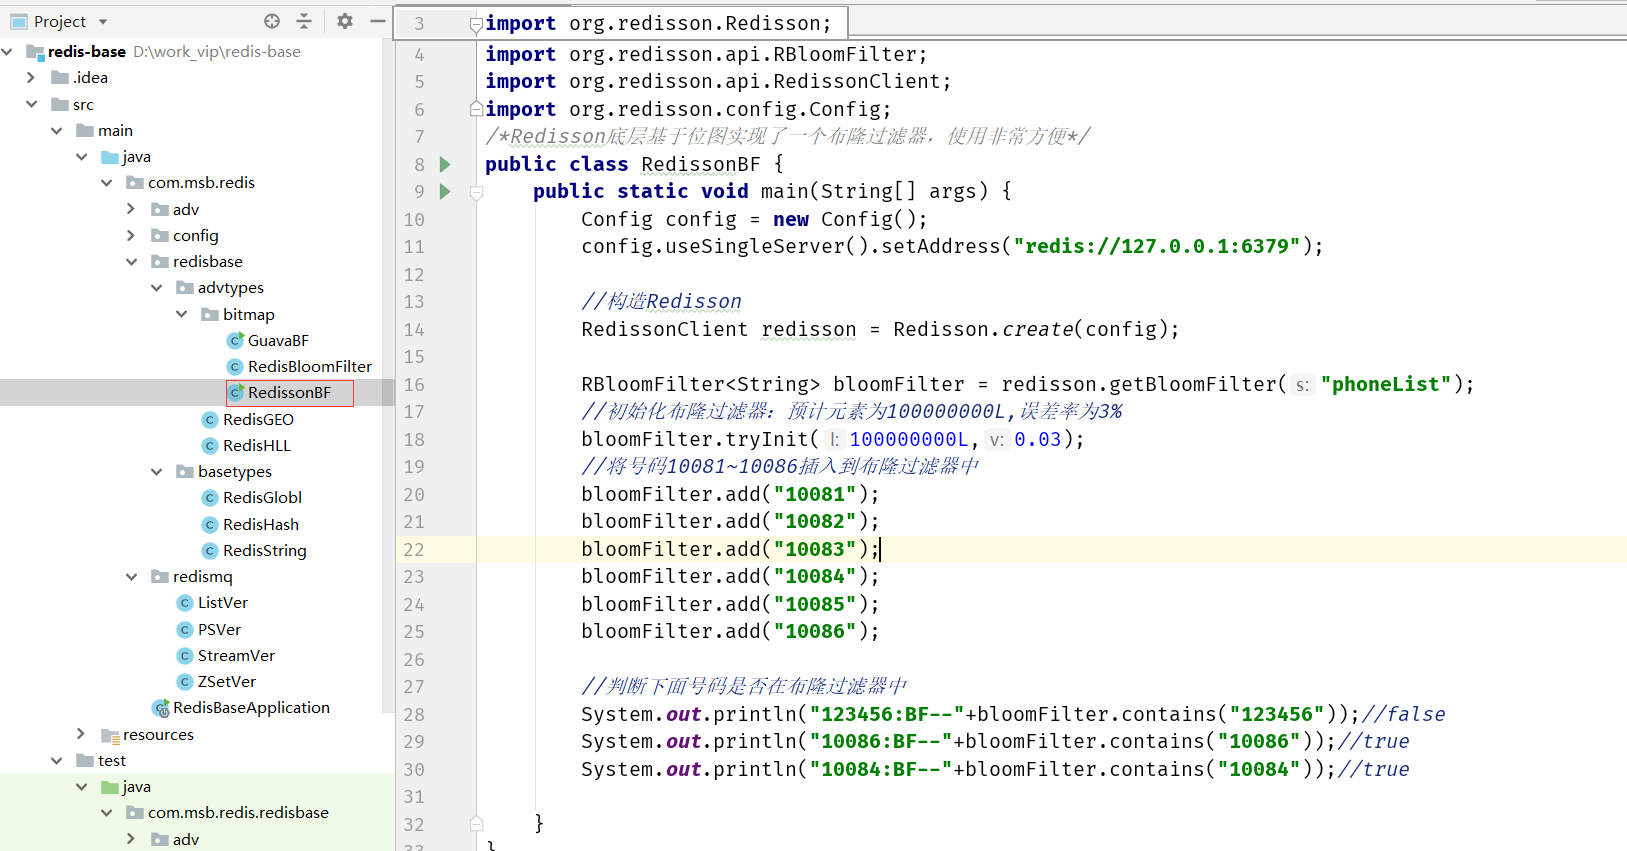 Project
redis-base D:\work_vip\redis-base
.idea
src
main
java
com.msb.redis
adv
config
redisbase
advtypes
bitmap
GuavaBF
RedisBloomFilter
RedissonBF
RedisGEO
RedisHLL
basetypes
RedisGlobl
RedisHash
RedisString
redismq
ListVer
PSVer
StreamVer
ZSetVer
RedisBaseApplication
resources
test
java
com.msb.redis.redisbase
adv
3 import org.redisson.Redisson;
4 import org.redisson.api.RBloomFilter;
5 import org.redisson.api.RedissonClient;
6 import org.redisson.config.Config;
7 /*Redisson底层基于位图实现了一个布隆过滤器，使用非常方便*/
8 public class RedissonBF {
9 public static void main(String[] args) {
10 Config config = new Config();
11 config.useSingleServer().setAddress("redis://127.0.0.1:6379");
12
13 //构造Redisson
14 RedissonClient redisson = Redisson.create(config);
15
16 RBloomFilter<String> bloomFilter = redisson.getBloomFilter( s: "phoneList");
17 //初始化布隆过滤器：预计元素为100000000L,误差率为3%
18 bloomFilter.tryInit( l: 100000000L, v: 0.03);
19 //将号码10081~10086插入到布隆过滤器中
20 bloomFilter.add("10081");
21 bloomFilter.add("10082");
22 bloomFilter.add("10083");
23 bloomFilter.add("10084");
24 bloomFilter.add("10085");
25 bloomFilter.add("10086");
26
27 //判断下面号码是否在布隆过滤器中
28 System.out.println("123456:BF--"+bloomFilter.contains("123456"));//false
29 System.out.println("10086:BF--"+bloomFilter.contains("10086"));//true
30 System.out.println("10084:BF--"+bloomFilter.contains("10084"));//true
31
32 }
33 }